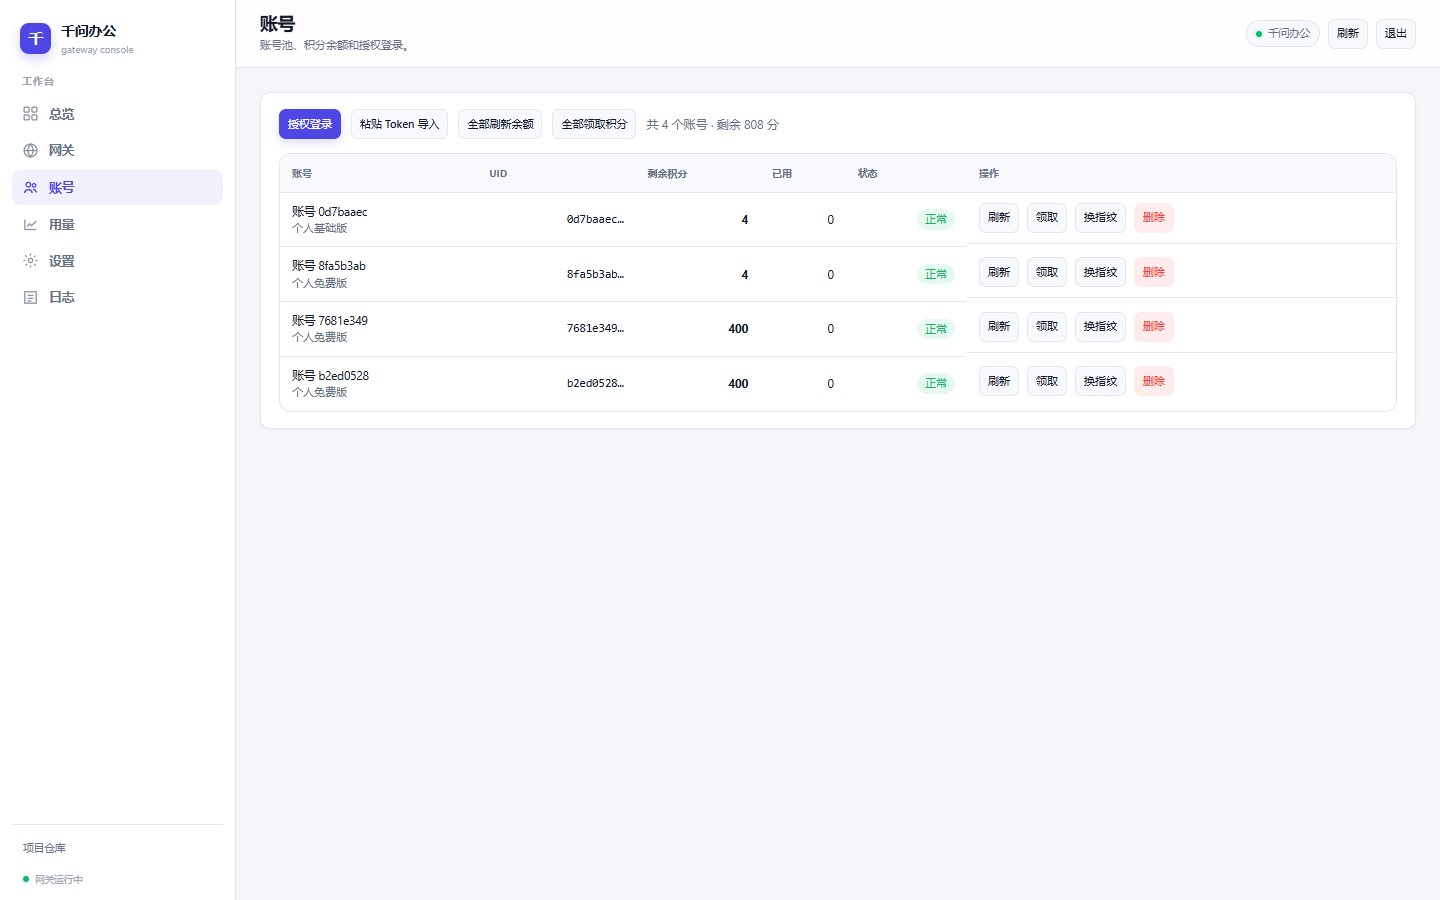 千
千问办公
gateway console
工作台
总览
网关
账号
用量
设置
日志
项目仓库
网关运行中
账号
账号池、积分余额和授权登录。
千问办公 刷新 退出
授权登录 粘贴 Token 导入 全部刷新余额 全部领取积分 共 4 个账号 · 剩余 808 分
账号 UID 剩余积分 已用 状态 操作
账号 0d7baaec
个人基础版
0d7baaec… 4 0 正常 刷新 领取 换指纹 删除
账号 8fa5b3ab
个人免费版
8fa5b3ab… 4 0 正常 刷新 领取 换指纹 删除
账号 7681e349
个人免费版
7681e349… 400 0 正常 刷新 领取 换指纹 删除
账号 b2ed0528
个人免费版
b2ed0528… 400 0 正常 刷新 领取 换指纹 删除